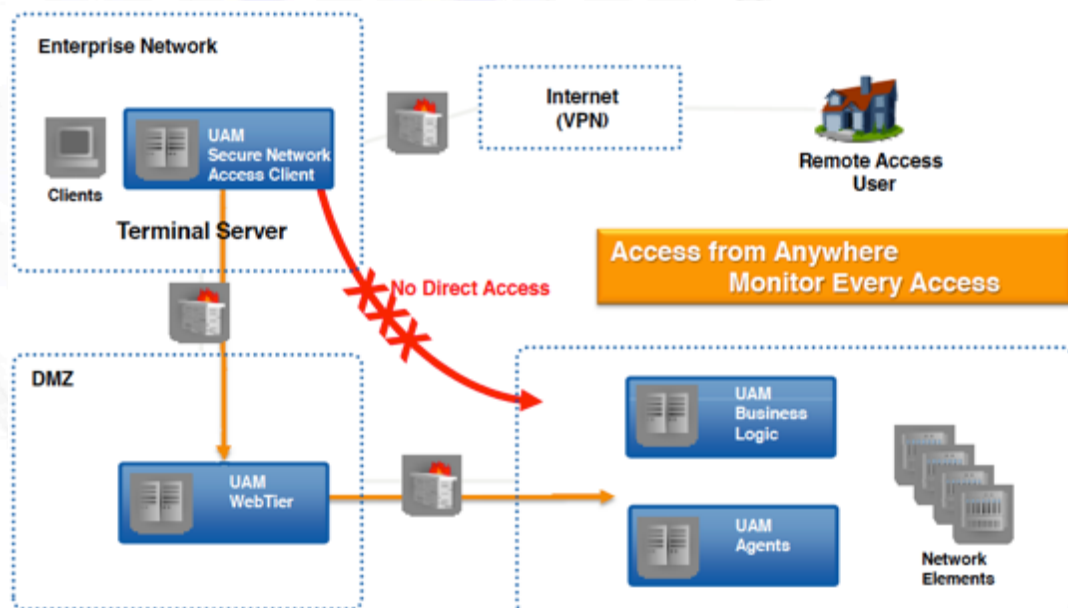 Enterprise Network
UAM
Secure Network
Access Client
Clients
Terminal Server
Internet
(VPN)
Remote Access
User
Access from Anywhere
Monitor Every Access
No Direct Access
DMZ
UAM
WebTier
UAM
Business
Logic
UAM
Agents
Network
Elements